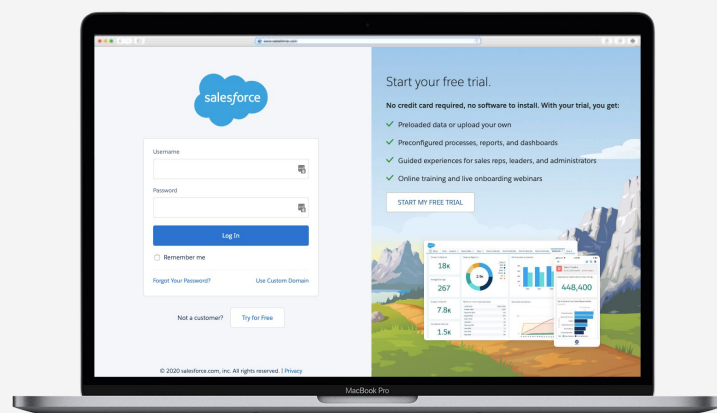 www.salesforce.com
salesforce
Username
Password
Log In
Remember me
Forgot Your Password?
Use Custom Domain
Not a customer?
Try for Free
© 2020 salesforce.com, inc. All rights reserved. | Privacy
Start your free trial.
No credit card required, no software to install. With your trial, you get:
Preloaded data or upload your own
Preconfigured processes, reports, and dashboards
Guided experiences for sales reps, leaders, and administrators
Online training and live onboarding webinars
START MY FREE TRIAL
18K
2.9k
267
7.8K
1.5K
448,400
MacBook Pro